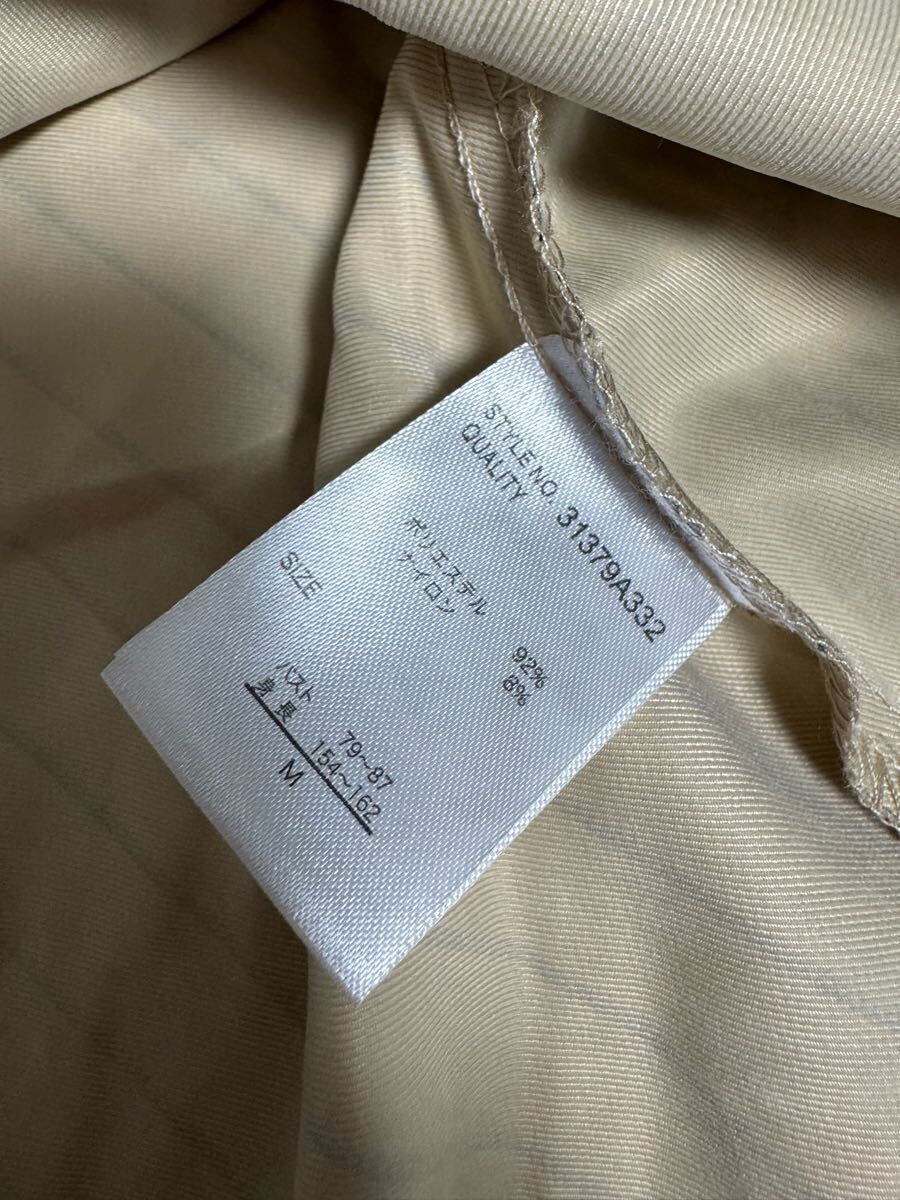 STYLE NO. 31379A332
QUALITY
ポリエステル 92%
ナイロン 8%
SIZE
バスト 79~87
身 長 154~162
M